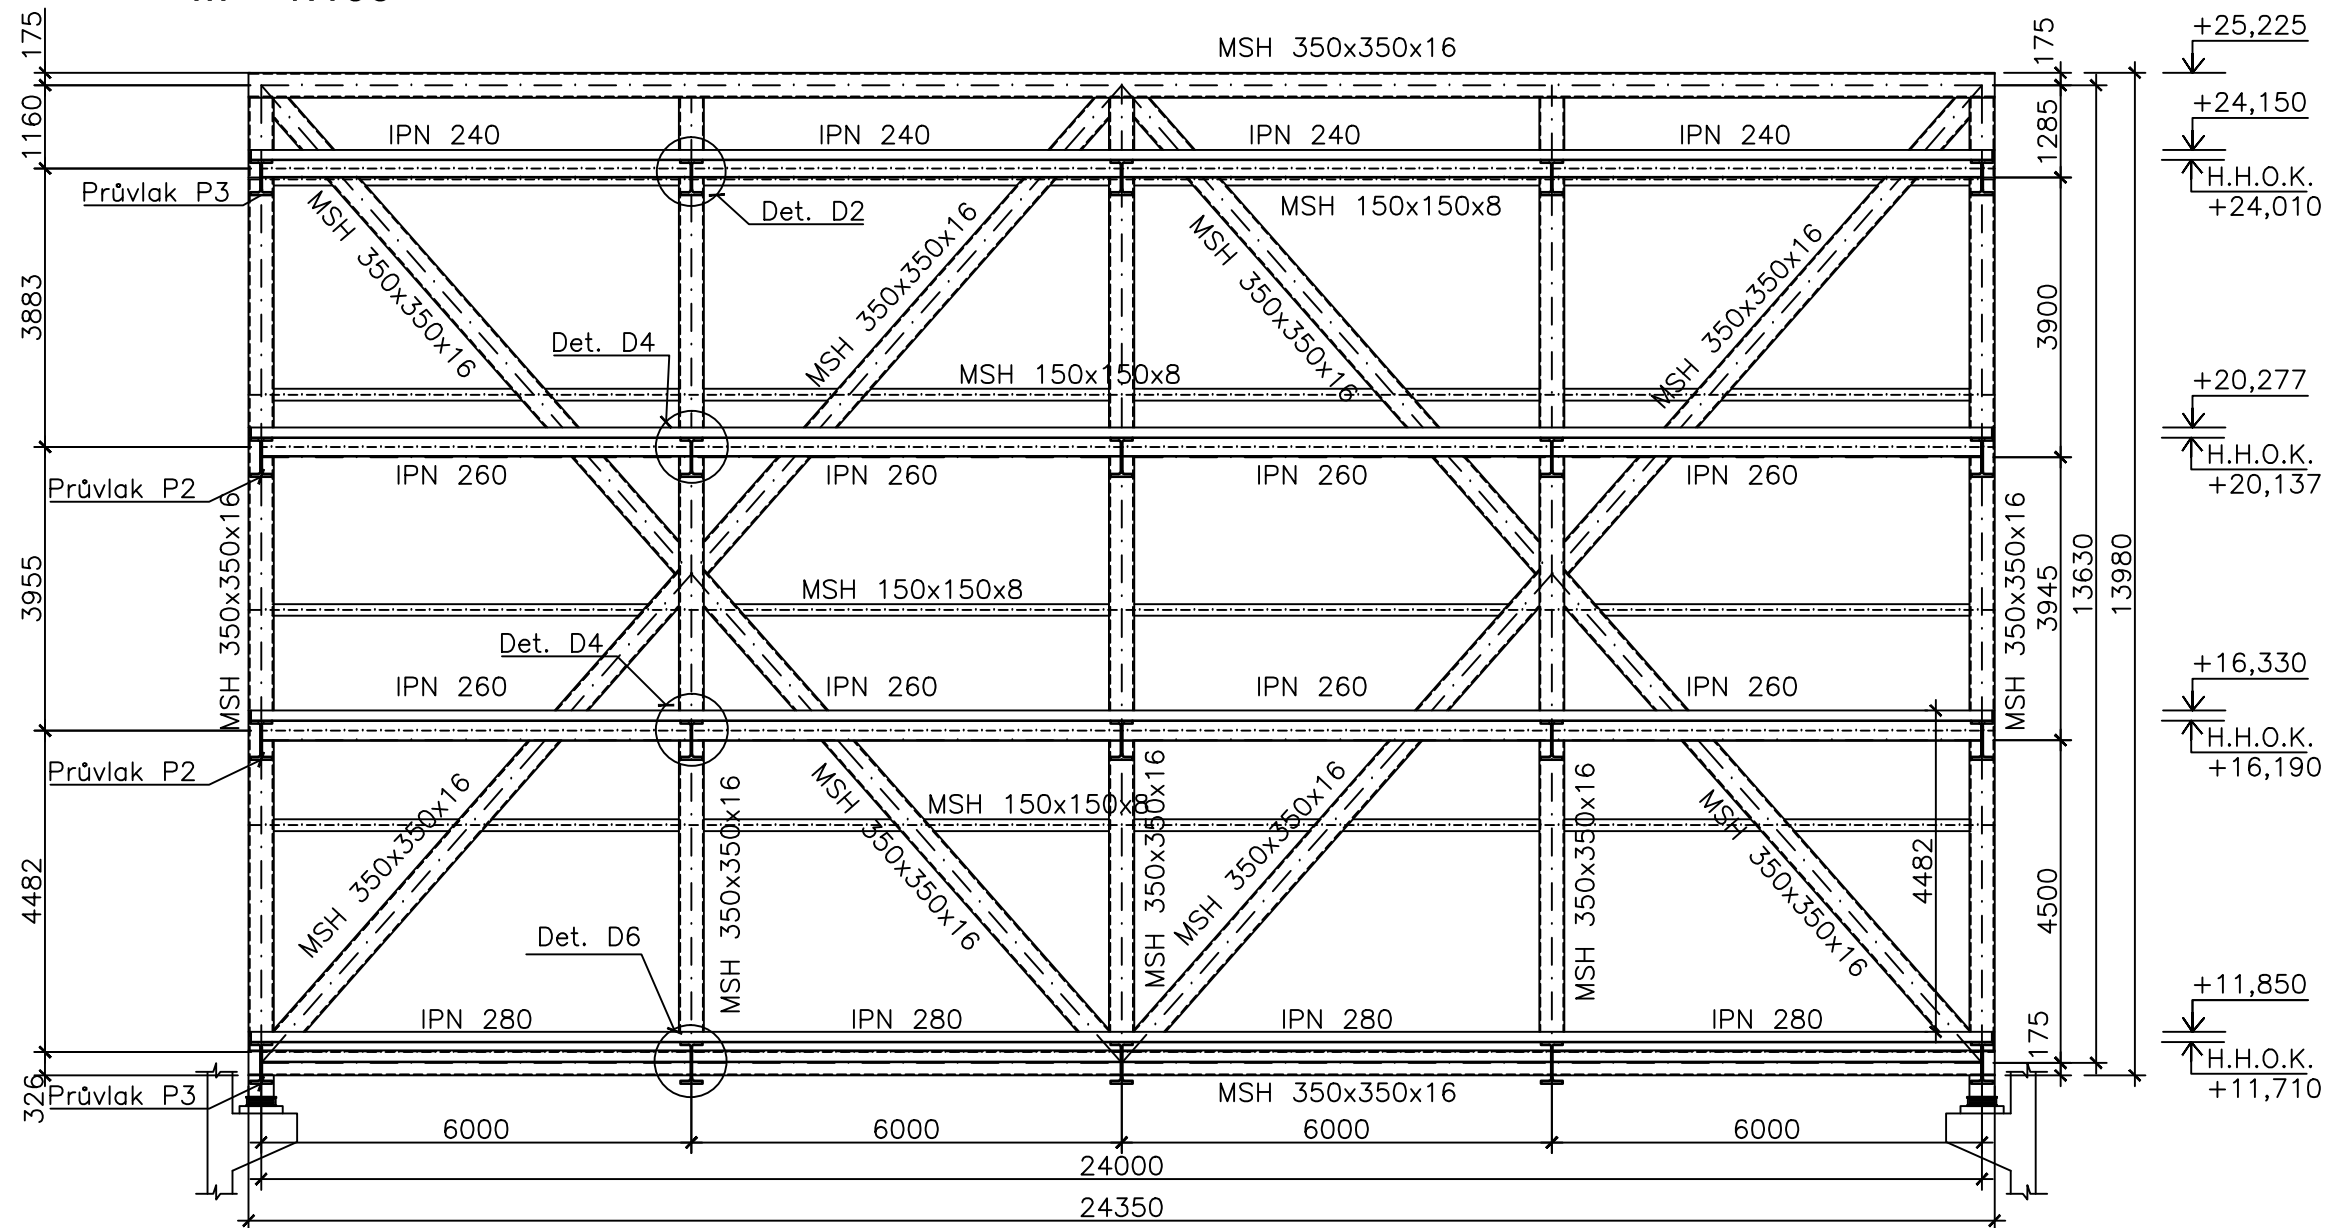 175
MSH 350x350x16
175
+25,225
1160
IPN 240
IPN 240
IPN 240
IPN 240
1285
+24,150
Průvlak P3
Det. D2
MSH 150x150x8
H.H.O.K.
+24,010
MSH 350x350x16
MSH 350x350x16
MSH 350x350x16
MSH 350x350x16
3883
3900
Det. D4
MSH 150x150x8
+20,277
IPN 260
IPN 260
IPN 260
IPN 260
H.H.O.K.
+20,137
Průvlak P2
MSH 350x350x16
MSH 350x350x16
3955
MSH 150x150x8
3945
13630
13980
Det. D4
IPN 260
IPN 260
IPN 260
IPN 260
+16,330
H.H.O.K.
+16,190
Průvlak P2
MSH 350x350x16
MSH 350x350x16
MSH 350x350x16
MSH 150x150x8
MSH 350x350x16
MSH 350x350x16
MSH 350x350x16
MSH 350x350x16
4482
4482
4500
Det. D6
IPN 280
IPN 280
IPN 280
IPN 280
+11,850
175
H.H.O.K.
+11,710
326
Průvlak P3
MSH 350x350x16
6000
6000
6000
6000
24000
24350